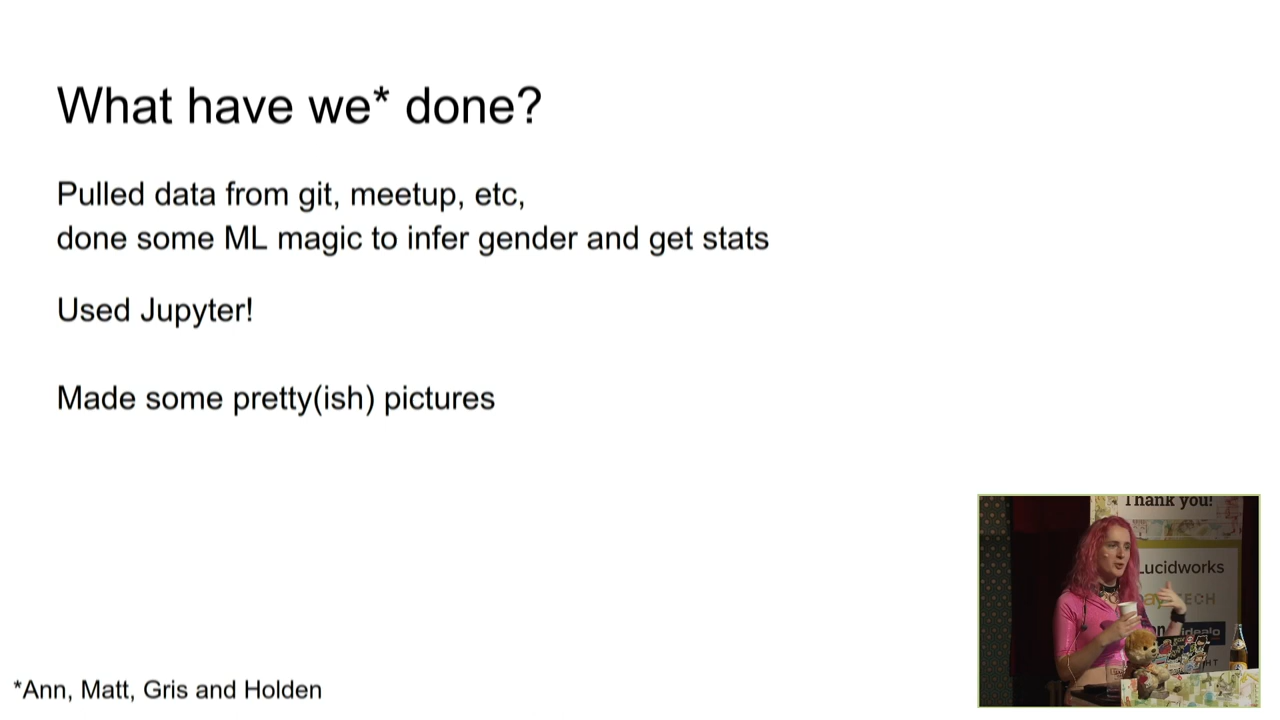 What have we* done?
Pulled data from git, meetup, etc,
done some ML magic to infer gender and get stats
Used Jupyter!
Made some pretty(ish) pictures
*Ann, Matt, Gris and Holden
Thank you!
Lucidworks
idealo